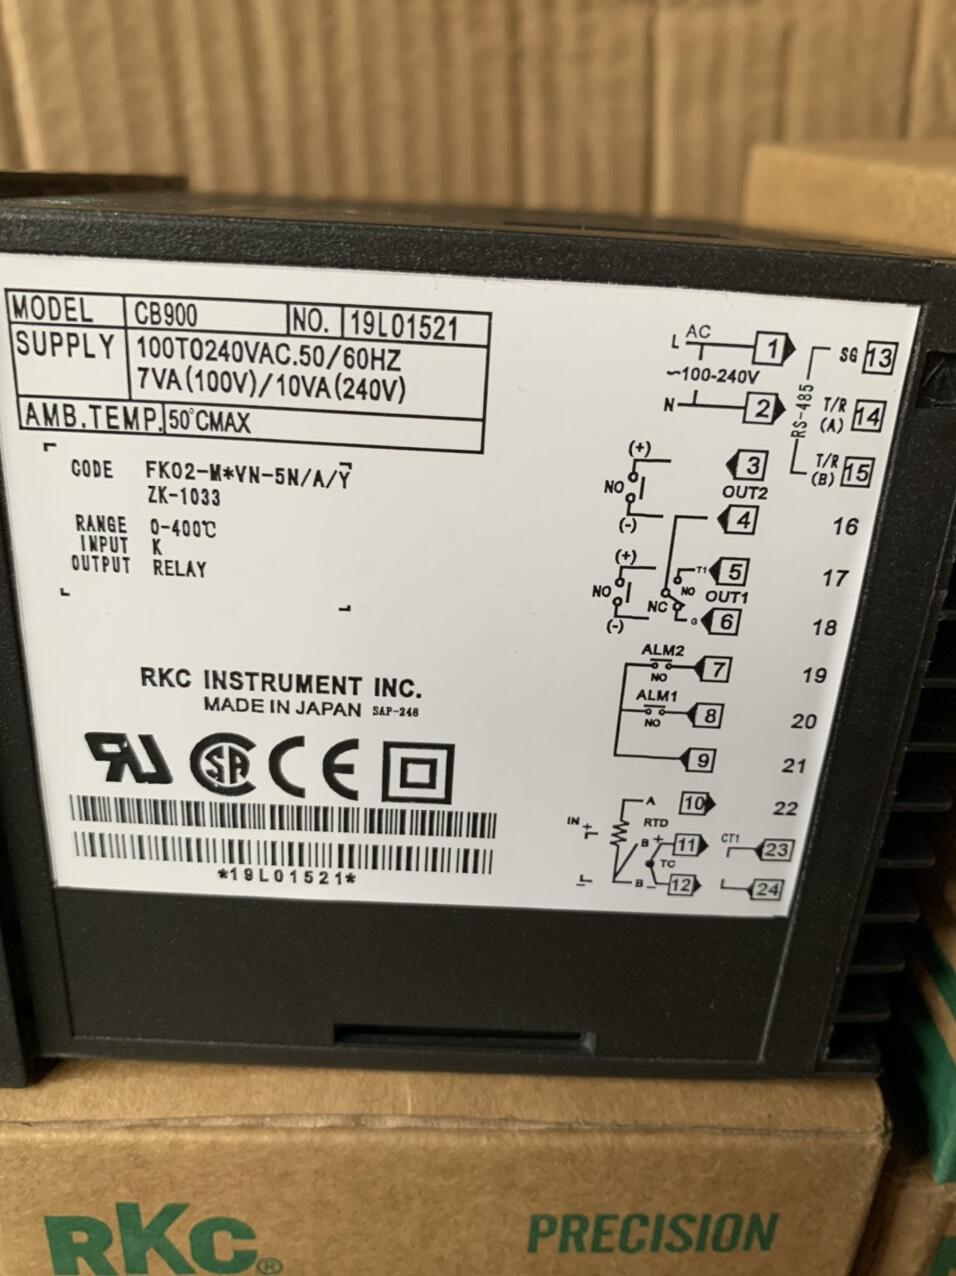 MODEL CB900 NO. 19L01521
SUPPLY 100TO240VAC.50/60HZ
7VA(100V)/10VA(240V)
AMB.TEMP. 50°CMAX
CODE FK02-M*VN-5N/A/Y
ZK-1033
RANGE 0-400℃
INPUT K
OUTPUT RELAY
RKC INSTRUMENT INC.
MADE IN JAPAN SAP-248
SA CE
*19L01521*
L AC 1
~100-240V
N 2
RS-485
SG 13
T/R (A) 14
T/R (B) 15
(+) 3
NO OUT2
(-) 4
16
(+) T1 5
NO NC NO OUT1
(-) G 6
17
18
ALM2 7
NO
19
ALM1 8
NO
20
9
21
A 10
22
IN + RTD
B + 11
CT1 23
TC
- B - 12
24
RKC® PRECISION